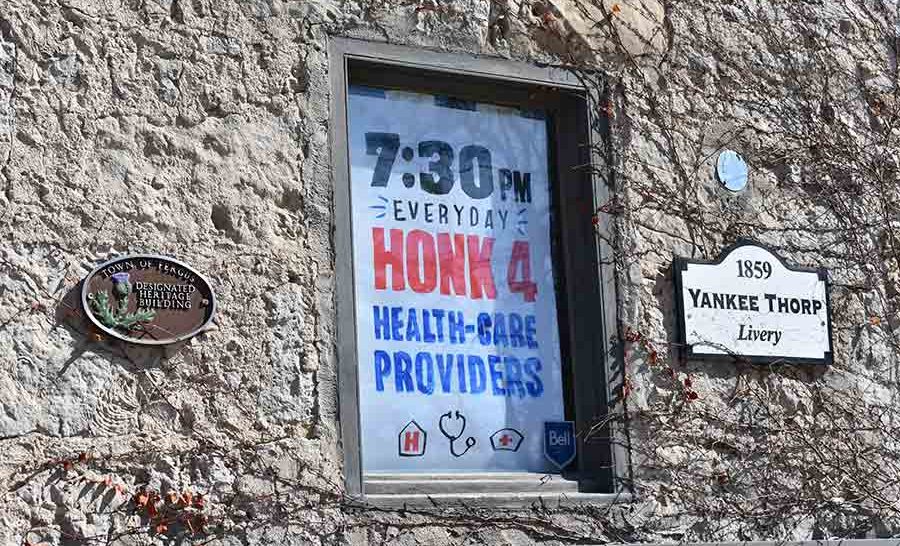 TOWN OF FERGUS
DESIGNATED
HERITAGE
BUILDING
7:30 PM
EVERYDAY
HONK 4
HEALTH-CARE
PROVIDERS
H
Bell
1859
YANKEE THORP
Livery